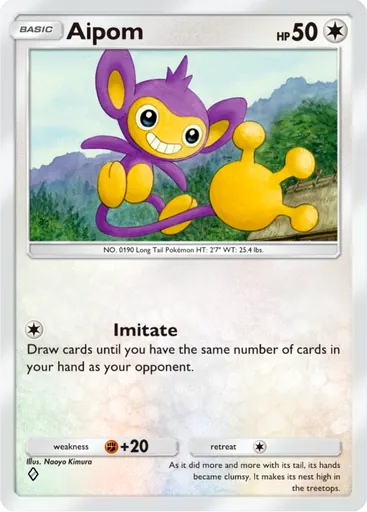 BASIC Aipom HP 50
NO. 0190 Long Tail Pokémon HT: 2'7" WT: 25.4 lbs.
Imitate
Draw cards until you have the same number of cards in
your hand as your opponent.
weakness +20 retreat
Illus. Naoyo Kimura
As it did more and more with its tail, its hands
became clumsy. It makes its nest high in
the treetops.